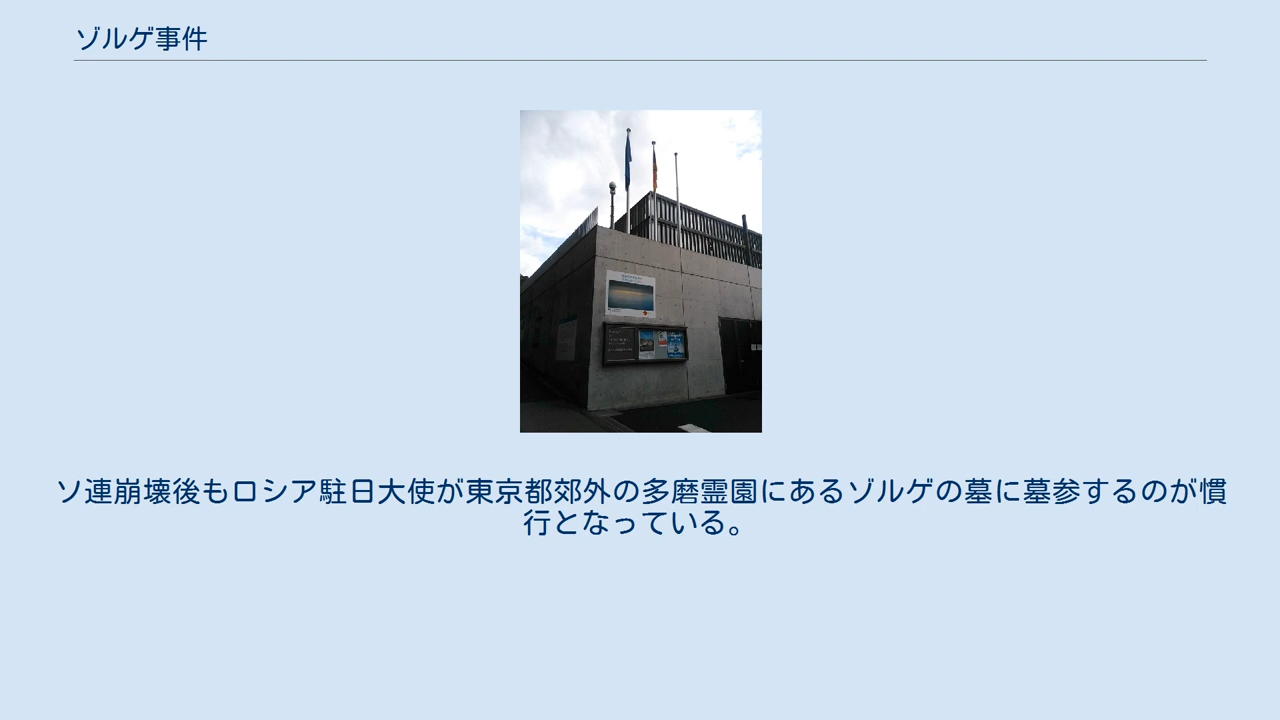 ゾルゲ事件
ソ連崩壊後もロシア駐日大使が東京都郊外の多磨霊園にあるゾルゲの墓に墓参するのが慣
行となっている。